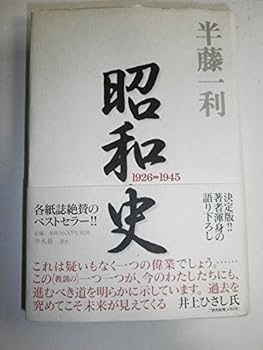 半藤一利
昭和史
1926▶▶1945
決定版!!
著者渾身の
語り下ろし
各紙誌絶賛の
ベストセラー!!
平凡社
これは疑いもなく一つの偉業でしょう。……
この(教訓の)一つ一つが、今のわたしたちにも、
進むべき道を明らかに示しています。過去を
究めてこそ未来が見えてくる
井上ひさし氏